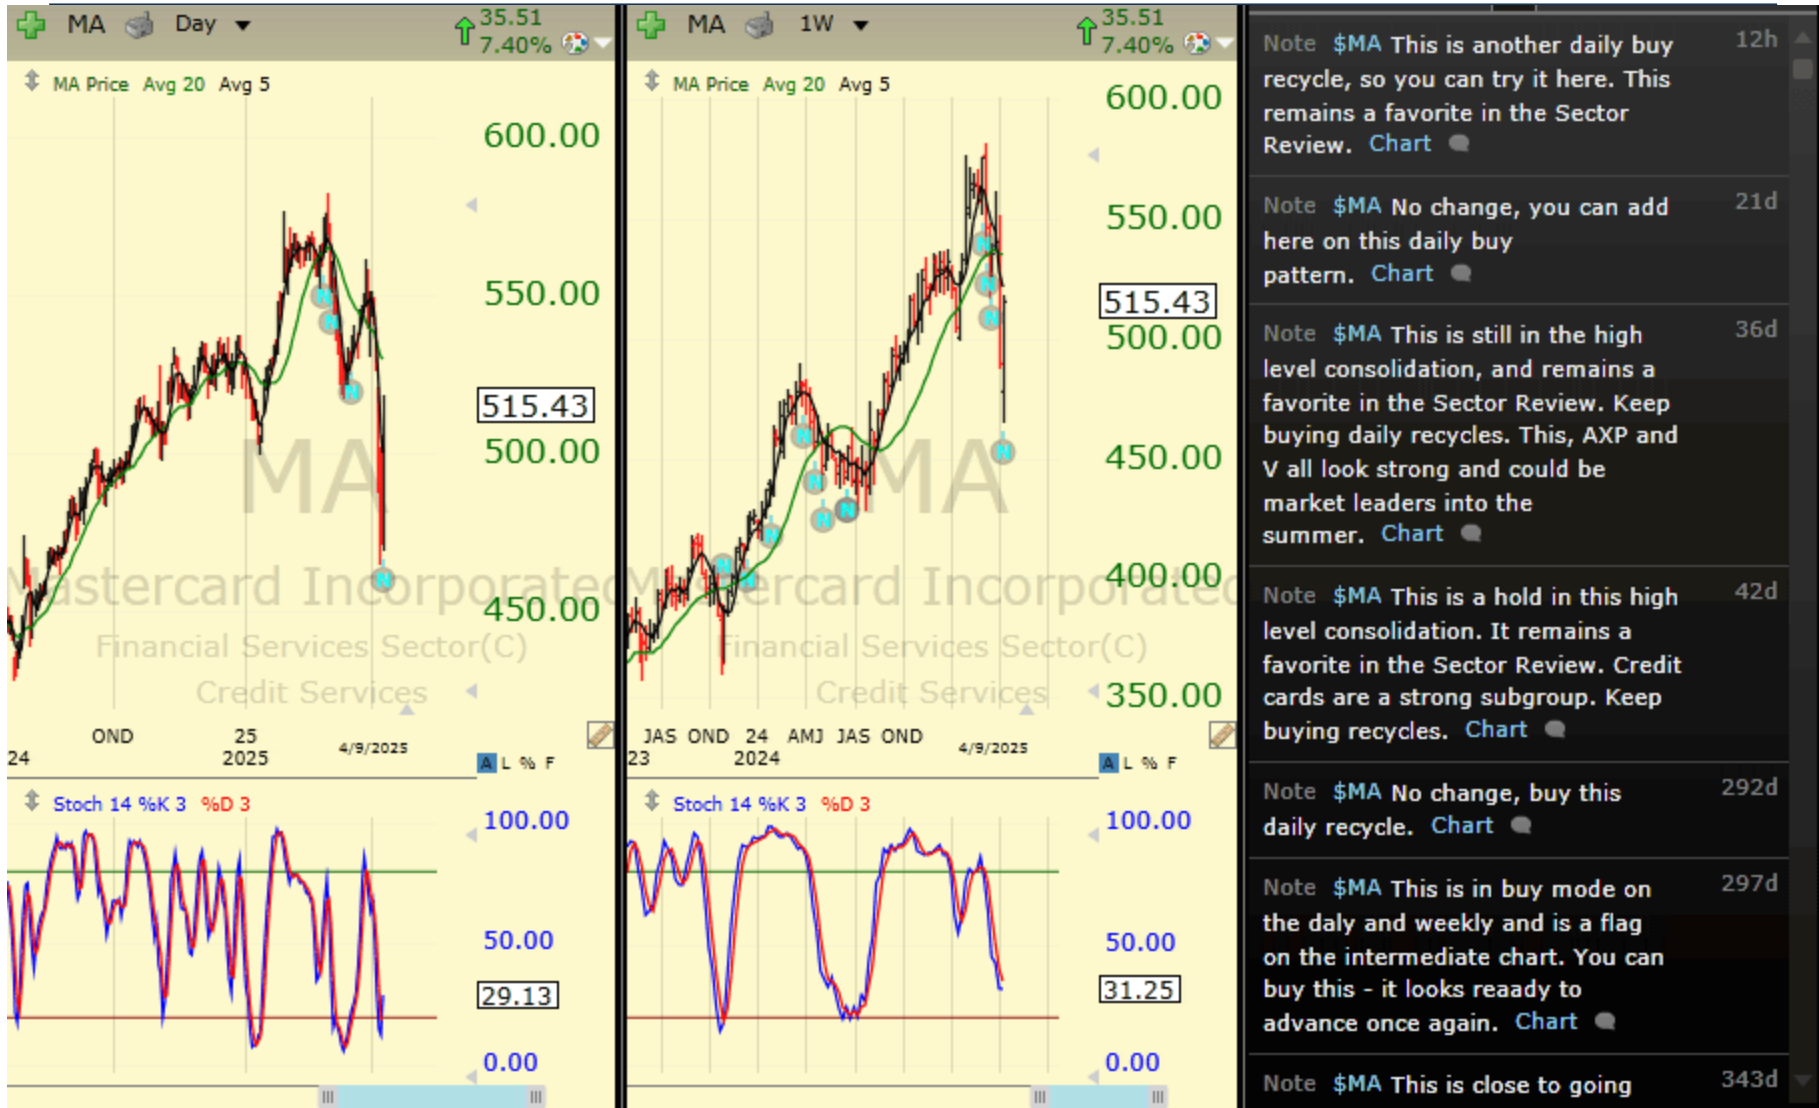 MA Day 35.51
7.40%
MA Price Avg 20 Avg 5
600.00
550.00
515.43
500.00
450.00
MA
Mastercard Incorporated
Financial Services Sector(C)
Credit Services
OND 25 4/9/2025
24 2025
A L % F
Stoch 14 %K 3 %D 3
100.00
50.00
29.13
0.00
N
N
N
N
MA 1W 35.51
7.40%
MA Price Avg 20 Avg 5
600.00
550.00
515.43
500.00
450.00
400.00
350.00
MA
Mastercard Incorporated
Financial Services Sector(C)
Credit Services
JAS OND 24 AMJ JAS OND 4/9/2025
23 2024
A L % F
Stoch 14 %K 3 %D 3
100.00
50.00
31.25
0.00
N
N
N
N
N
N
N
N
N
N
N
Note $MA This is another daily buy 12h
recycle, so you can try it here. This
remains a favorite in the Sector
Review. Chart
Note $MA No change, you can add 21d
here on this daily buy
pattern. Chart
Note $MA This is still in the high 36d
level consolidation, and remains a
favorite in the Sector Review. Keep
buying daily recycles. This, AXP and
V all look strong and could be
market leaders into the
summer. Chart
Note $MA This is a hold in this high 42d
level consolidation. It remains a
favorite in the Sector Review. Credit
cards are a strong subgroup. Keep
buying recycles. Chart
Note $MA No change, buy this 292d
daily recycle. Chart
Note $MA This is in buy mode on 297d
the daly and weekly and is a flag
on the intermediate chart. You can
buy this - it looks reaady to
advance once again. Chart
Note $MA This is close to going 343d